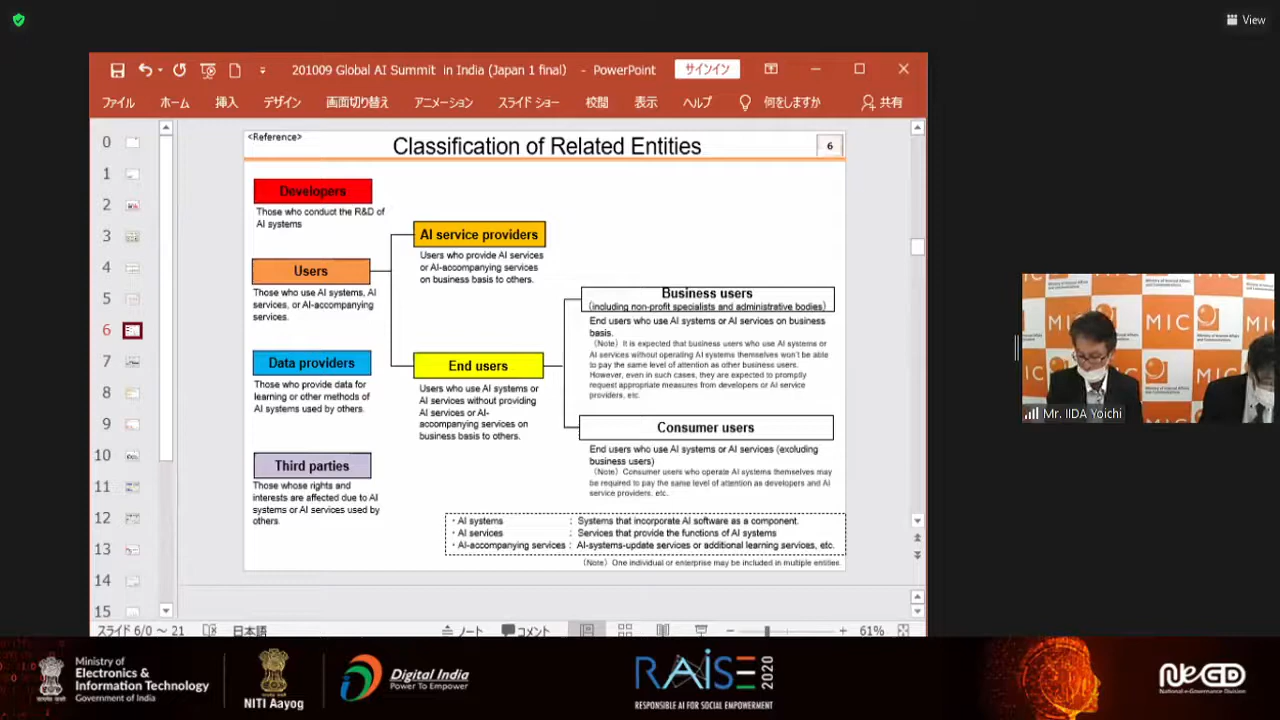 View
201009 Global AI Summit in India (Japan 1 final) - PowerPoint
サインイン
ファイル ホーム 挿入 デザイン 画面切り替え アニメーション スライド ショー 校閲 表示 ヘルプ 何をしますか 共有
0
1
2
3
4
5
6
7
8
9
10
11
12
13
14
15
<Reference>
Classification of Related Entities
6
Developers
Those who conduct the R&D of
AI systems
Users
Those who use AI systems, AI
services, or AI-accompanying
services.
Data providers
Those who provide data for
learning or other methods of
AI systems used by others.
Third parties
Those whose rights and
interests are affected due to AI
systems or AI services used by
others.
AI service providers
Users who provide AI services
or AI-accompanying services
on business basis to others.
End users
Users who use AI systems or
AI services without providing
AI services or AI-
accompanying services on
business basis to others.
Business users
(including non-profit specialists and administrative bodies)
End users who use AI systems or AI services on business
basis.
(Note) It is expected that business users who use AI systems or
AI services without operating AI systems themselves won't be able
to pay the same level of attention as other business users.
However, even in such cases, they are expected to promptly
request appropriate measures from developers or AI service
providers, etc.
Consumer users
End users who use AI systems or AI services (excluding
business users)
(Note) Consumer users who operate AI systems themselves may
be required to pay the same level of attention as developers and AI
service providers. etc.
・AI systems : Systems that incorporate AI software as a component.
・AI services : Services that provide the functions of AI systems
・AI-accompanying services : AI-systems-update services or additional learning services, etc.
(Note) One individual or enterprise may be included in multiple entities.
スライド 6/0 ～ 21 日本語 ノート コメント 61%
MIC
Mr. IIDA Yoichi
Ministry of
Electronics &
Information Technology
Government of India
NITI Aayog
Digital India
Power To Empower
RAISE 2020
RESPONSIBLE AI FOR SOCIAL EMPOWERMENT
NeGD
National e-Governance Division